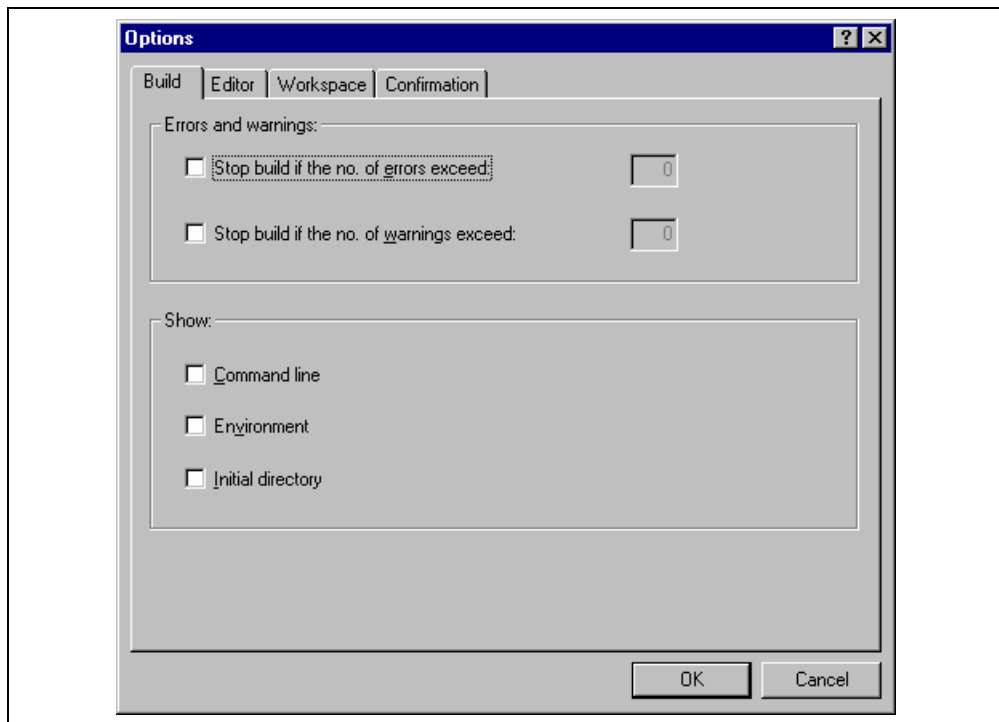 Options
Build Editor Workspace Confirmation
Errors and warnings:
Stop build if the no. of errors exceed: 0
Stop build if the no. of warnings exceed: 0
Show:
Command line
Environment
Initial directory
OK Cancel